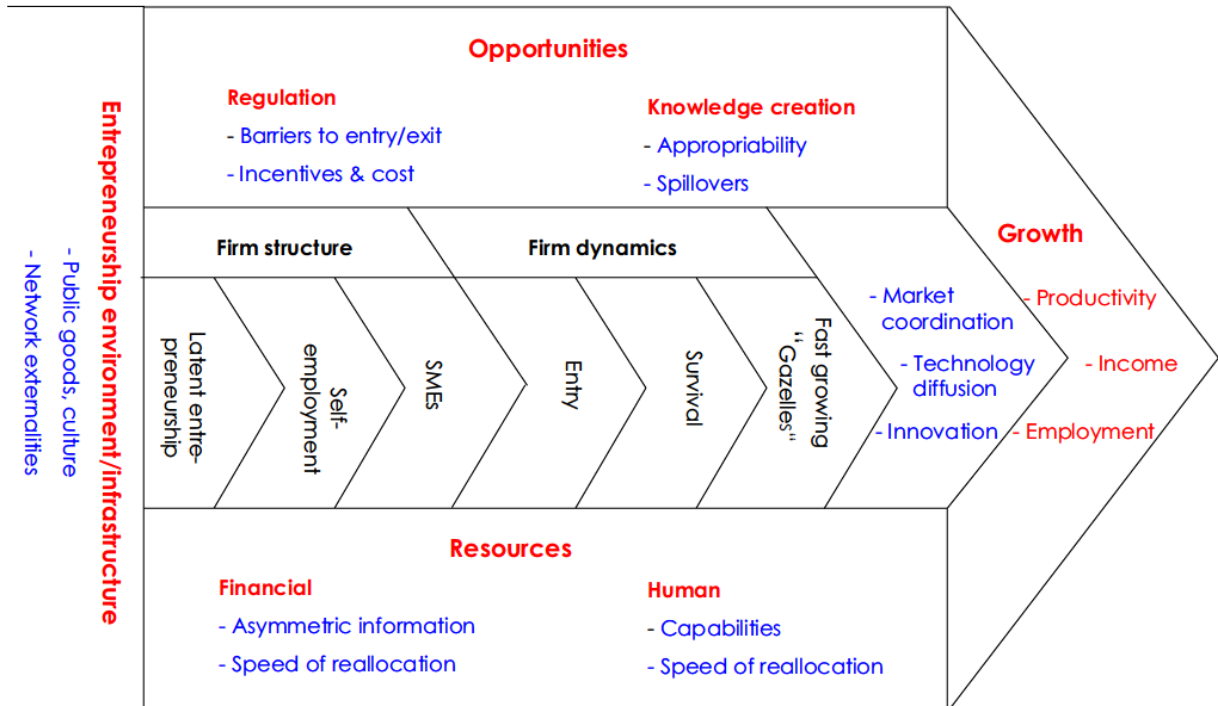 Entrepreneurship environment/infrastructure
- Public goods, culture
- Network externalities
Opportunities
Regulation
- Barriers to entry/exit
- Incentives & cost
Knowledge creation
- Appropriability
- Spillovers
Firm structure
Firm dynamics
Latent entre-
preneurship
Self-
employment
SMEs
Entry
Survival
Fast growing
“ Gazelles“
- Market
coordination
- Technology
diffusion
- Innovation
Growth
- Productivity
- Income
- Employment
Resources
Financial
- Asymmetric information
- Speed of reallocation
Human
- Capabilities
- Speed of reallocation